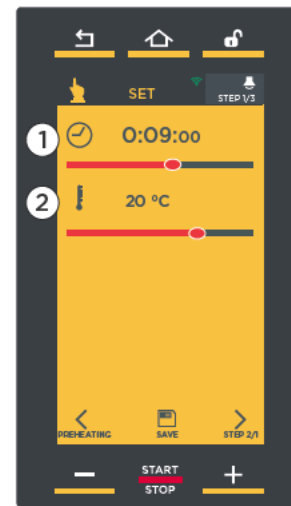 SET
STEP 1/3
1 0:09:00
2 20 °C
PREHEATING SAVE STEP 2/1
START
STOP